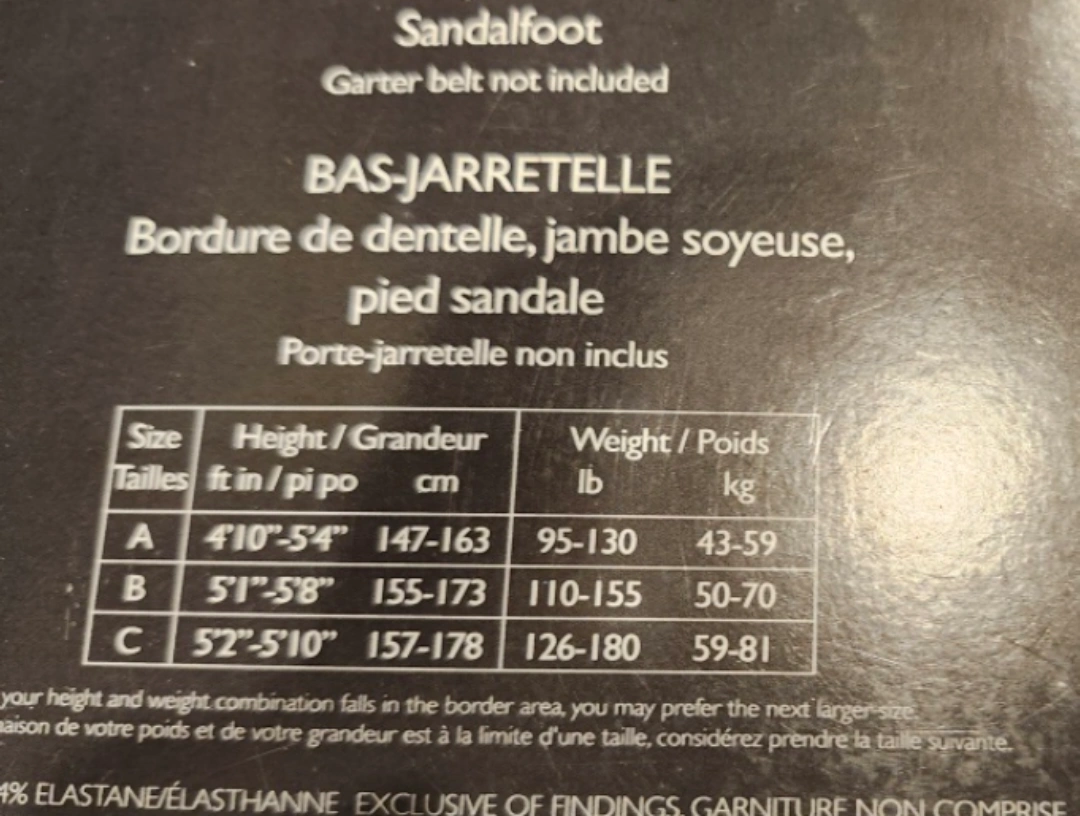 Sandalfoot
Garter belt not included
BAS-JARRETELLE
Bordure de dentelle, jambe soyeuse,
pied sandale
Porte-jarretelle non inclus
Size Height / Grandeur Weight / Poids
Tailles ft in / pi po cm lb kg
A 4'10"-5'4" 147-163 95-130 43-59
B 5'1"-5'8" 155-173 110-155 50-70
C 5'2"-5'10" 157-178 126-180 59-81
your height and weight combination falls in the border area, you may prefer the next larger size.
naison de votre poids et de votre grandeur est à la limite d'une taille, considérez prendre la taille suivante.
4% ELASTANE/ÉLASTHANNE EXCLUSIVE OF FINDINGS. GARNITURE NON COMPRISE